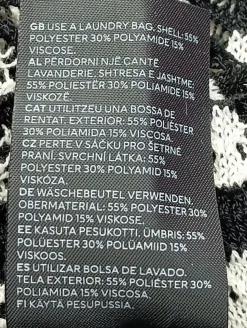 GB USE A LAUNDRY BAG. SHELL: 55%
POLYESTER 30% POLYAMIDE 15%
VISCOSE.
AL PËRDORNI NJË ÇANTË
LAVANDERIE. SHTRESA E JASHTME:
55% POLIESTËR 30% POLIAMIDË 15%
VISKOZË.
CAT UTILITZEU UNA BOSSA DE
RENTAT. EXTERIOR: 55% POLIÈSTER
30% POLIAMIDA 15% VISCOSA
CZ PERTE V SÁČKU PRO ŠETRNÉ
PRANÍ. SVRCHNÍ LÁTKA: 55%
POLYESTER 30% POLYAMID 15%
VISKÓZA.
DE WÄSCHEBEUTEL VERWENDEN.
OBERMATERIAL: 55% POLYESTER 30%
POLYAMID 15% VISKOSE.
EE KASUTA PESUKOTTI. ÜMBRIS: 55%
POLÜESTER 30% POLÜAMIID 15%
VISKOOS.
ES UTILIZAR BOLSA DE LAVADO.
TELA EXTERIOR: 55% POLIÉSTER 30%
POLIAMIDA 15% VISCOSA.
FI KÄYTÄ PESUPUSSIA.